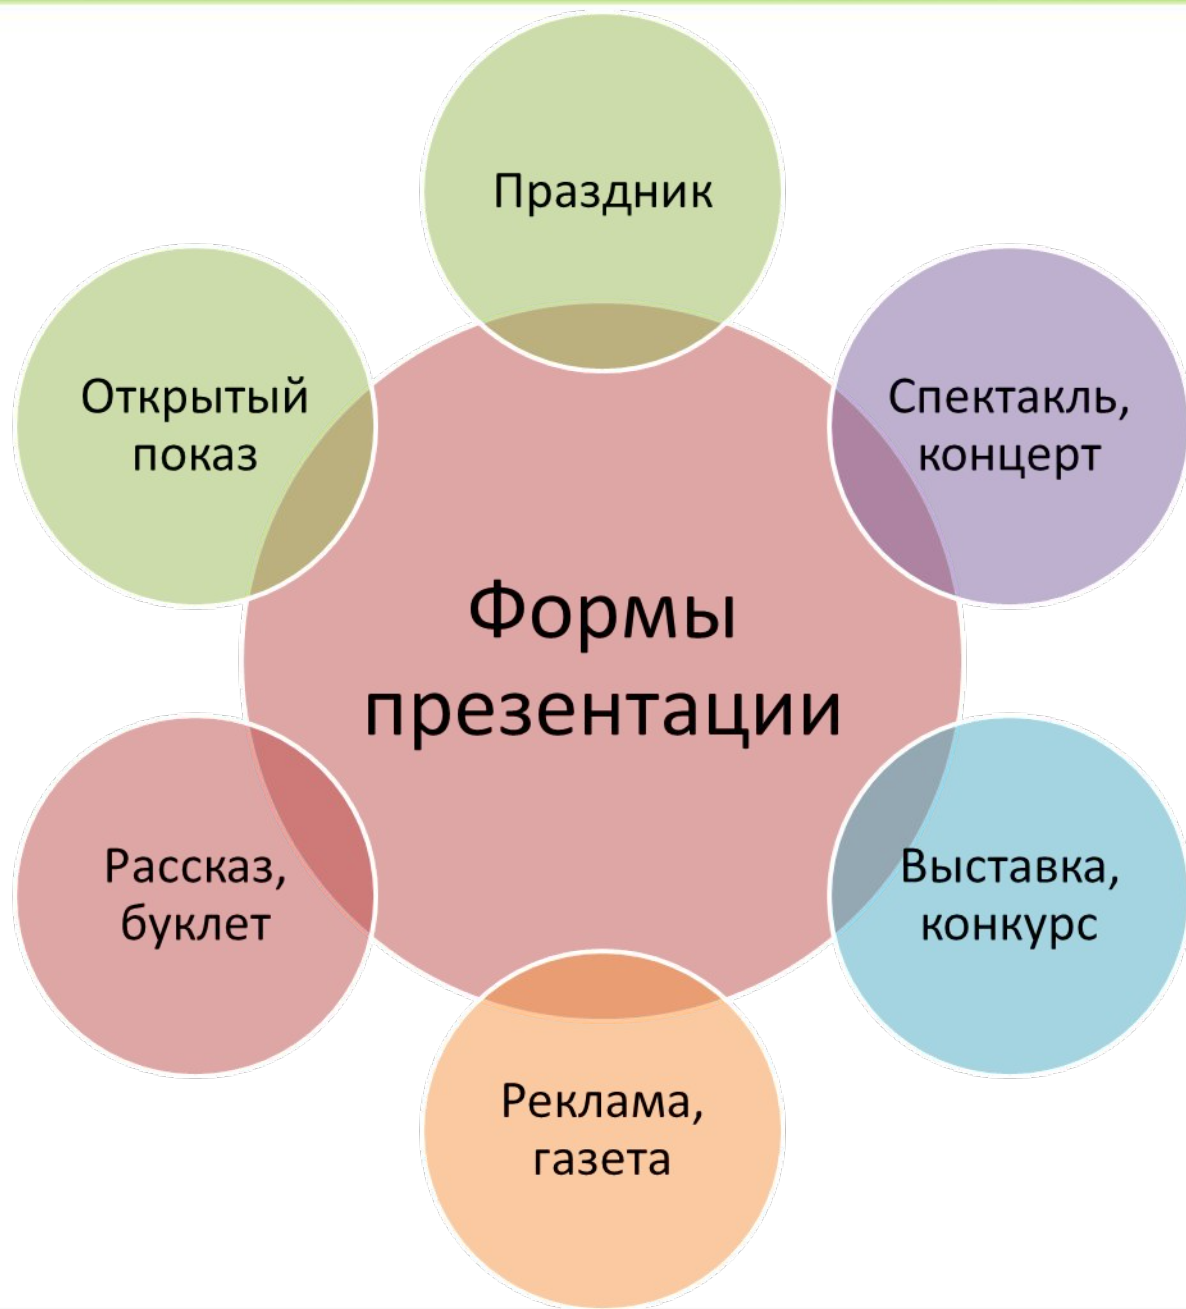 Праздник
Открытый
показ
Спектакль,
концерт
Формы
презентации
Рассказ,
буклет
Выставка,
конкурс
Реклама,
газета